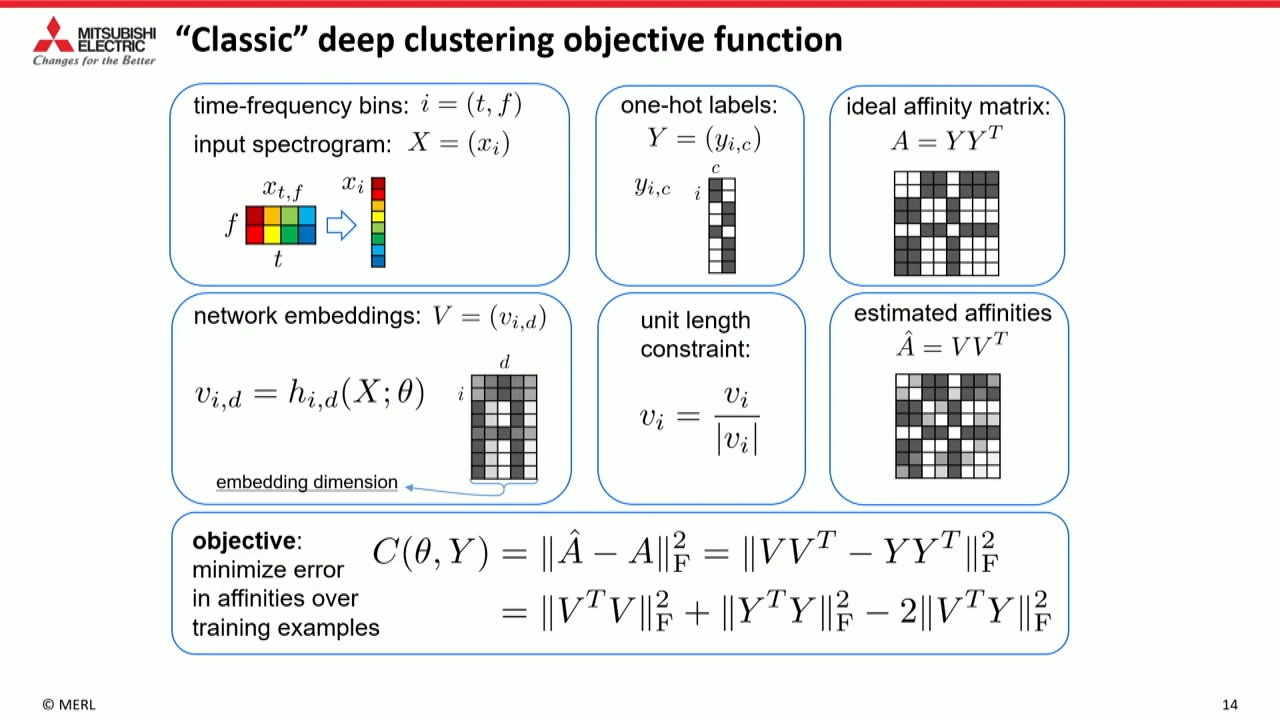 MITSUBISHI
ELECTRIC
Changes for the Better
“Classic” deep clustering objective function
time-frequency bins: i = (t, f)
input spectrogram: X = (x_i)
x_{t,f}
x_i
f
t
one-hot labels:
Y = (y_{i,c})
c
y_{i,c} i
ideal affinity matrix:
A = YY^T
network embeddings: V = (v_{i,d})
d
v_{i,d} = h_{i,d}(X; θ) i
embedding dimension
unit length
constraint:
v_i = v_i / |v_i|
estimated affinities
Â = VV^T
objective:
minimize error
in affinities over
training examples
C(θ, Y) = ‖Â − A‖²_F = ‖VV^T − YY^T‖²_F
= ‖V^T V‖²_F + ‖Y^T Y‖²_F − 2‖V^T Y‖²_F
© MERL
14